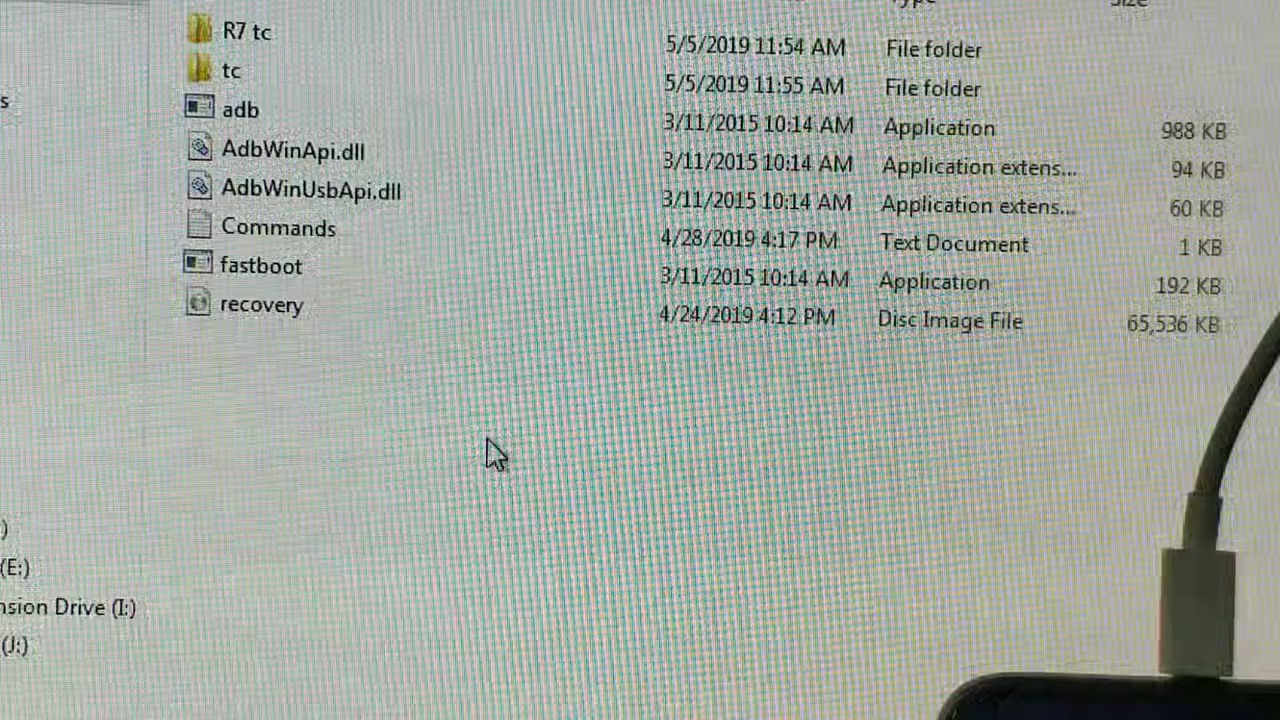 Type Size
R7 tc 5/5/2019 11:54 AM File folder
tc 5/5/2019 11:55 AM File folder
s
adb 3/11/2015 10:14 AM Application 988 KB
AdbWinApi.dll 3/11/2015 10:14 AM Application extens... 94 KB
AdbWinUsbApi.dll 3/11/2015 10:14 AM Application extens... 60 KB
Commands 4/28/2019 4:17 PM Text Document 1 KB
fastboot 3/11/2015 10:14 AM Application 192 KB
recovery 4/24/2019 4:12 PM Disc Image File 65,536 KB
)
(E:)
nsion Drive (I:)
(J:)